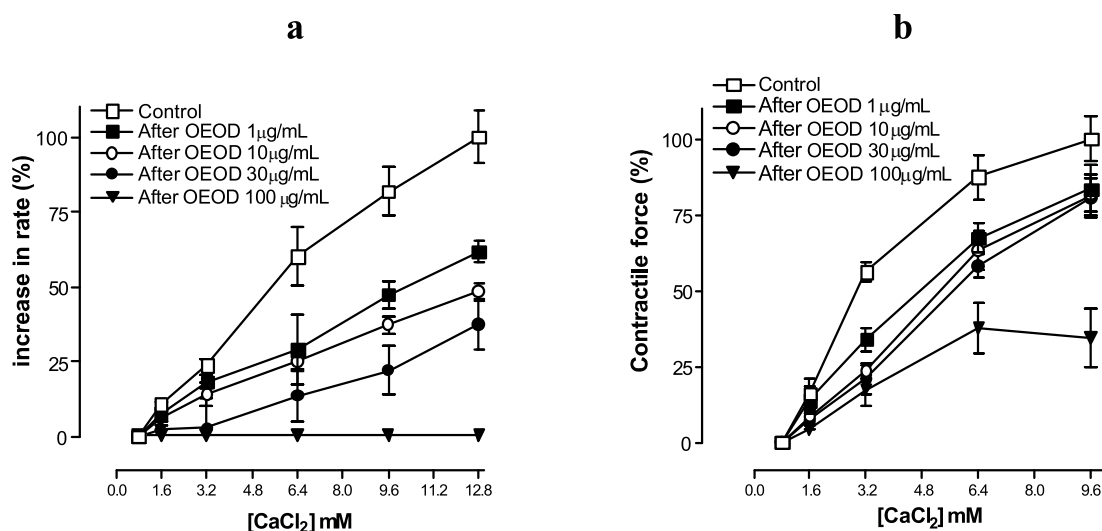 a
Control
After OEOD 1µg/mL
After OEOD 10µg/mL
After OEOD 30µg/mL
After OEOD 100 µg/mL
increase in rate (%)
100
75
50
25
0
0.0 1.6 3.2 4.8 6.4 8.0 9.6 11.2 12.8
[CaCl₂] mM
b
Control
After OEOD 1µg/mL
After OEOD 10µg/mL
After OEOD 30µg/mL
After OEOD 100µg/mL
Contractile force (%)
100
75
50
25
0
0.0 1.6 3.2 4.8 6.4 8.0 9.6
[CaCl₂] mM